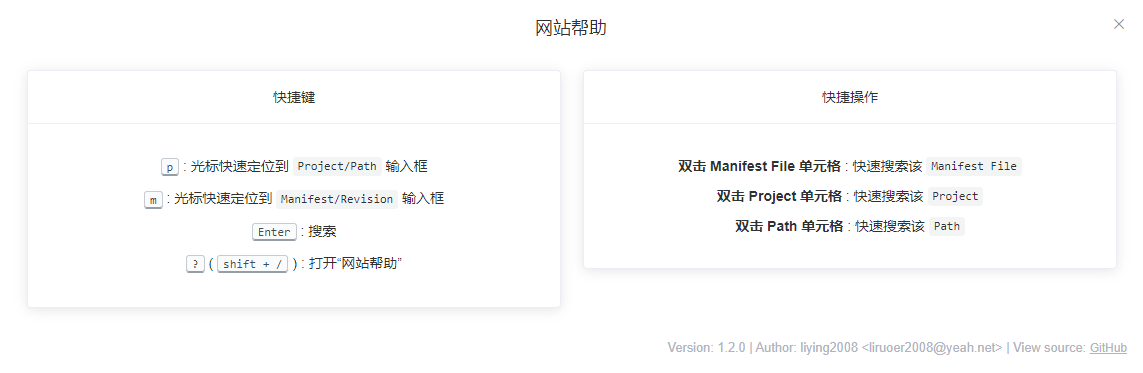 网站帮助
快捷键
p : 光标快速定位到 Project/Path 输入框
m : 光标快速定位到 Manifest/Revision 输入框
Enter : 搜索
? ( shift + / ) : 打开“网站帮助”
快捷操作
双击 Manifest File 单元格 : 快速搜索该 Manifest File
双击 Project 单元格 : 快速搜索该 Project
双击 Path 单元格 : 快速搜索该 Path
Version: 1.2.0 | Author: liying2008 <liruoer2008@yeah.net> | View source: GitHub